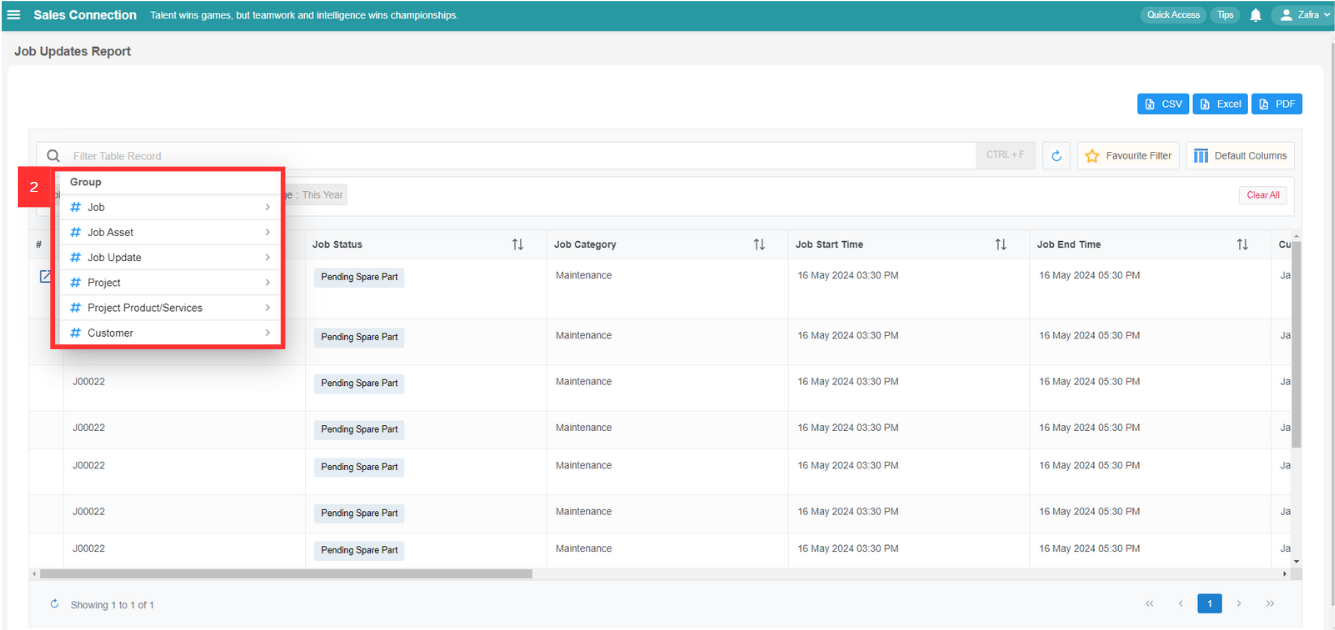 Sales Connection Talent wins games, but teamwork and intelligence wins championships. Quick Access Tips Zafra
Job Updates Report
CSV Excel PDF
Filter Table Record CTRL + F Favourite Filter Default Columns
2
Group
: This Year Clear All
# Job
# Job Asset
# Job Update
# Project
# Project Product/Services
# Customer
# Job Status Job Category Job Start Time Job End Time Cu
Pending Spare Part Maintenance 16 May 2024 03:30 PM 16 May 2024 05:30 PM Ja
Pending Spare Part Maintenance 16 May 2024 03:30 PM 16 May 2024 05:30 PM Ja
J00022 Pending Spare Part Maintenance 16 May 2024 03:30 PM 16 May 2024 05:30 PM Ja
J00022 Pending Spare Part Maintenance 16 May 2024 03:30 PM 16 May 2024 05:30 PM Ja
J00022 Pending Spare Part Maintenance 16 May 2024 03:30 PM 16 May 2024 05:30 PM Ja
J00022 Pending Spare Part Maintenance 16 May 2024 03:30 PM 16 May 2024 05:30 PM Ja
J00022 Pending Spare Part Maintenance 16 May 2024 03:30 PM 16 May 2024 05:30 PM Ja
Showing 1 to 1 of 1 << < 1 > >>